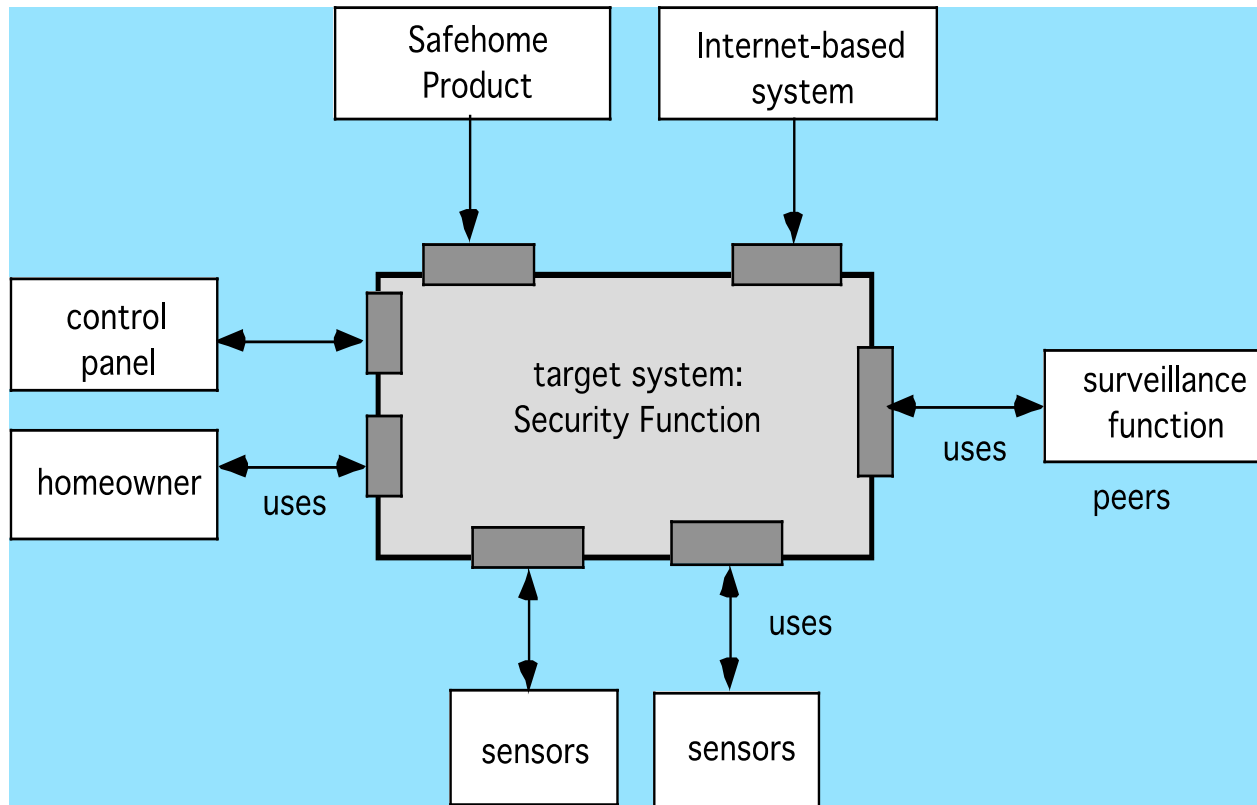 Safehome
Product
Internet-based
system
control
panel
target system:
Security Function
surveillance
function
uses
homeowner
uses
peers
uses
sensors
sensors